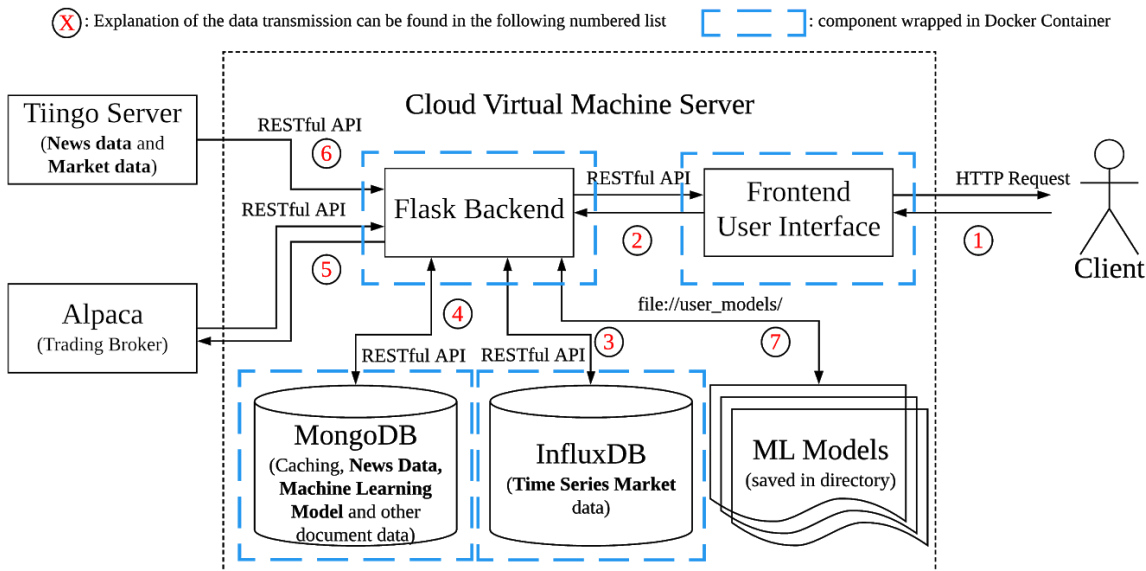 X : Explanation of the data transmission can be found in the following numbered list
: component wrapped in Docker Container
Cloud Virtual Machine Server
Tiingo Server
(News data and
Market data)
RESTful API
6
RESTful API
5
Alpaca
(Trading Broker)
Flask Backend
RESTful API
2
Frontend
User Interface
HTTP Request
1
Client
4
RESTful API
3
RESTful API
file://user_models/
7
MongoDB
(Caching, News Data,
Machine Learning
Model and other
document data)
InfluxDB
(Time Series Market
data)
ML Models
(saved in directory)